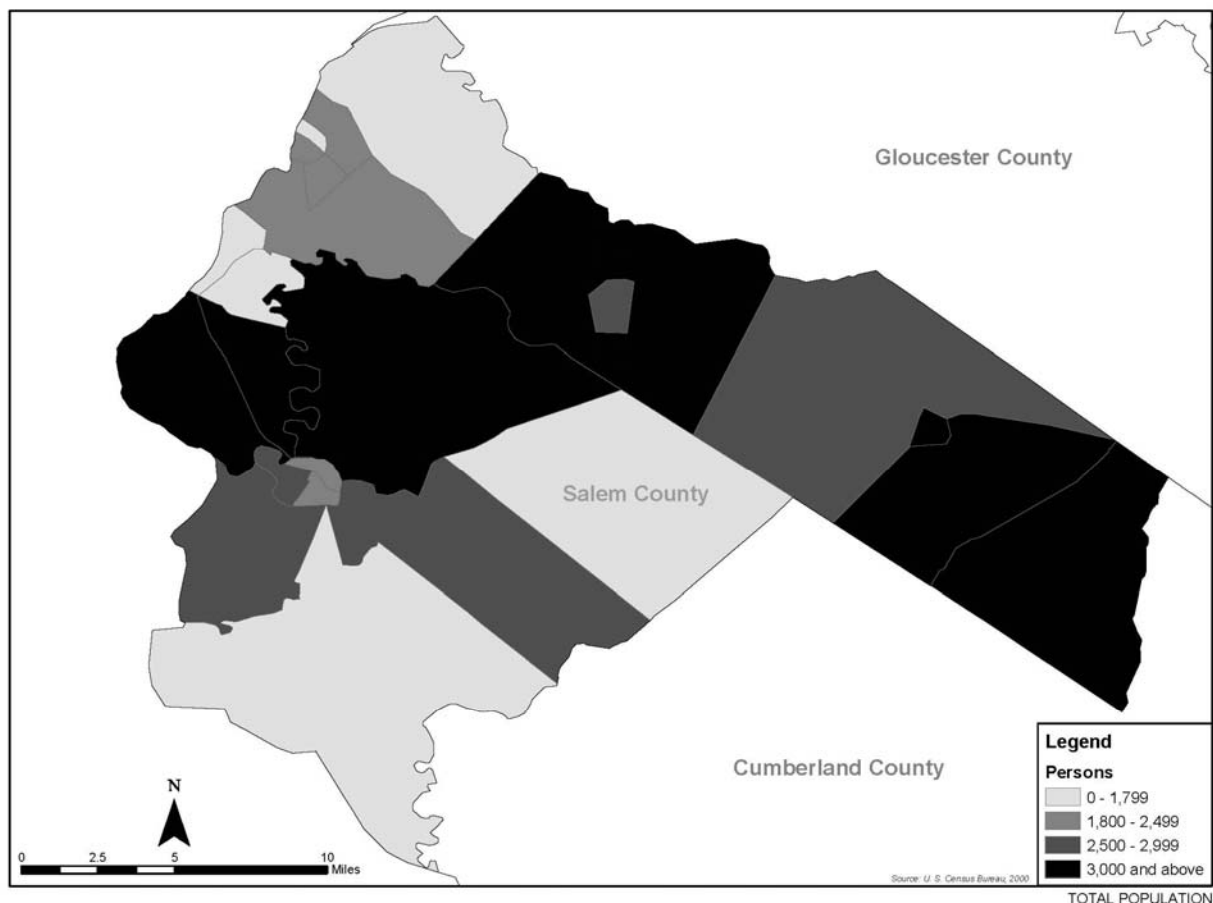 Gloucester County
Salem County
Cumberland County
N
0 2.5 5 10
Miles
Legend
Persons
0 - 1,799
1,800 - 2,499
2,500 - 2,999
3,000 and above
Source: U. S. Census Bureau, 2000
TOTAL POPULATION